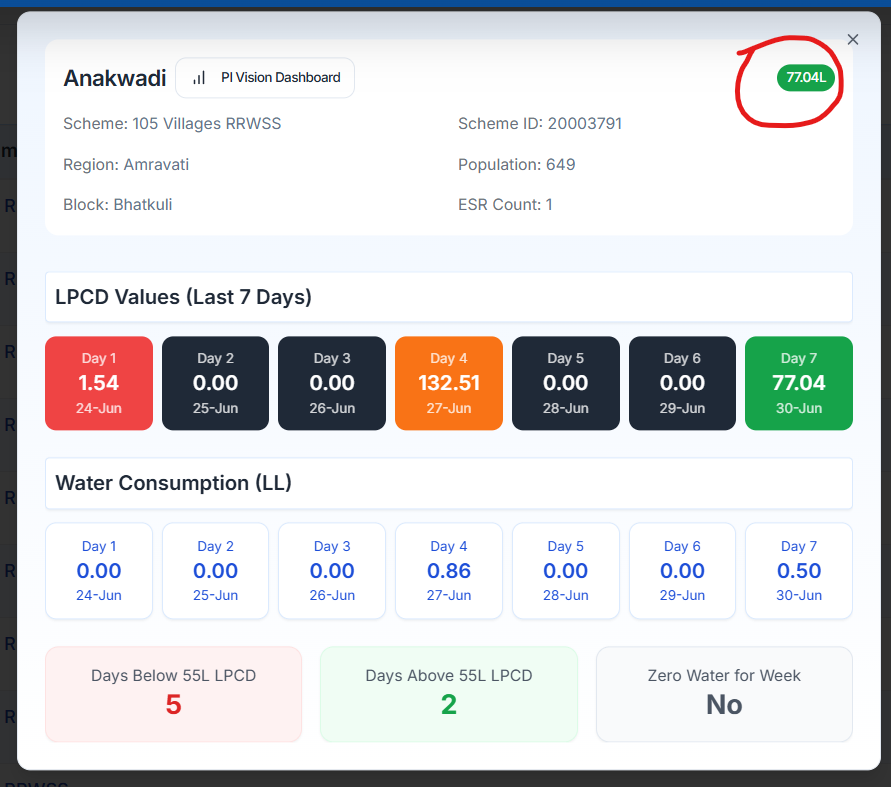 Anakwadi PI Vision Dashboard 77.04L
Scheme: 105 Villages RRWSS Scheme ID: 20003791
Region: Amravati Population: 649
Block: Bhatkuli ESR Count: 1
LPCD Values (Last 7 Days)
Day 1 Day 2 Day 3 Day 4 Day 5 Day 6 Day 7
1.54 0.00 0.00 132.51 0.00 0.00 77.04
24-Jun 25-Jun 26-Jun 27-Jun 28-Jun 29-Jun 30-Jun
Water Consumption (LL)
Day 1 Day 2 Day 3 Day 4 Day 5 Day 6 Day 7
0.00 0.00 0.00 0.86 0.00 0.00 0.50
24-Jun 25-Jun 26-Jun 27-Jun 28-Jun 29-Jun 30-Jun
Days Below 55L LPCD Days Above 55L LPCD Zero Water for Week
5 2 No